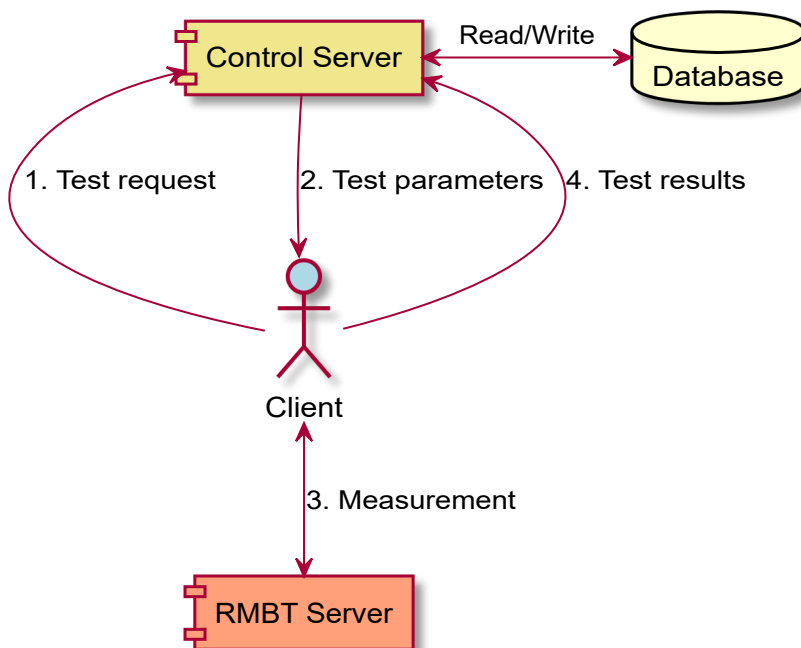 Control Server
Read/Write
Database
1. Test request
2. Test parameters
4. Test results
Client
3. Measurement
RMBT Server